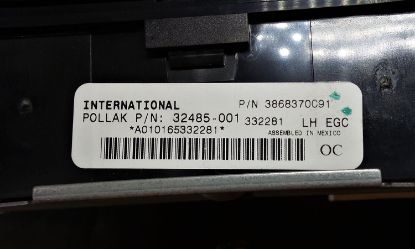 INTERNATIONAL P/N 3868370C91
POLLAK P/N: 32485-001 332281 LH EGC
*A010165332281* ASSEMBLED IN MEXICO
OC